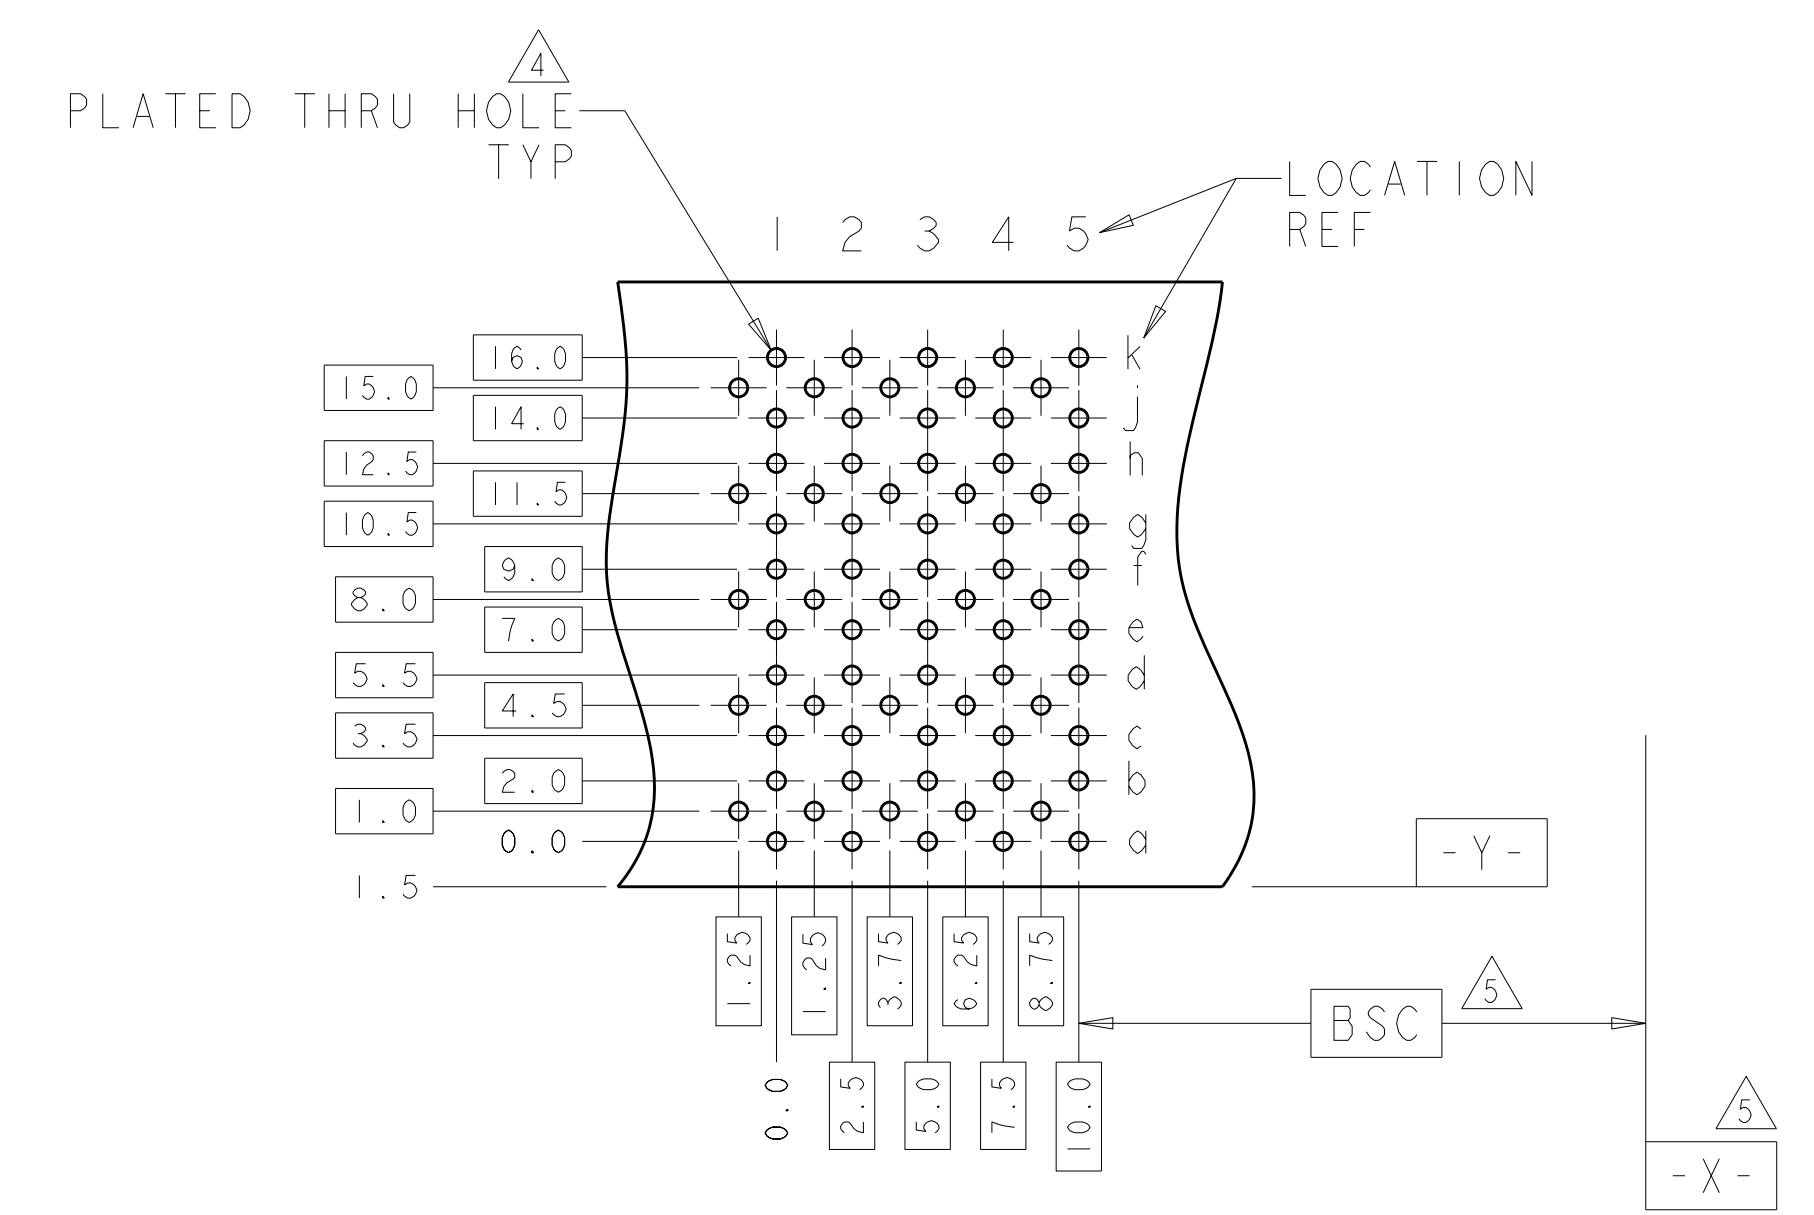 4
PLATED THRU HOLE
TYP
LOCATION
REF
1 2 3 4 5
16.0
k
15.0
14.0
j
12.5
h
11.5
10.5
g
9.0
f
8.0
7.0
e
5.5
d
4.5
3.5
c
2.0
b
1.0
0.0
a
1.5
-Y-
1.25 1.25 3.75 6.25 8.75
BSC
5
0.0 2.5 5.0 7.5 10.0
5
-X-